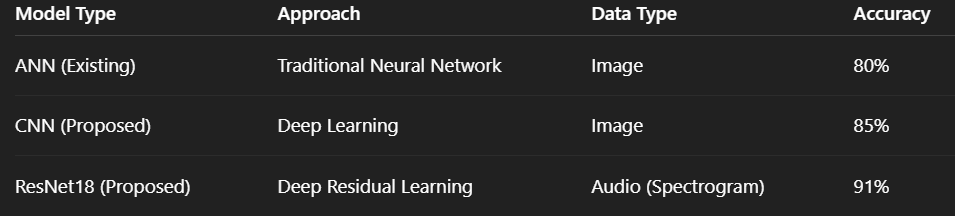 Model Type Approach Data Type Accuracy
ANN (Existing) Traditional Neural Network Image 80%
CNN (Proposed) Deep Learning Image 85%
ResNet18 (Proposed) Deep Residual Learning Audio (Spectrogram) 91%